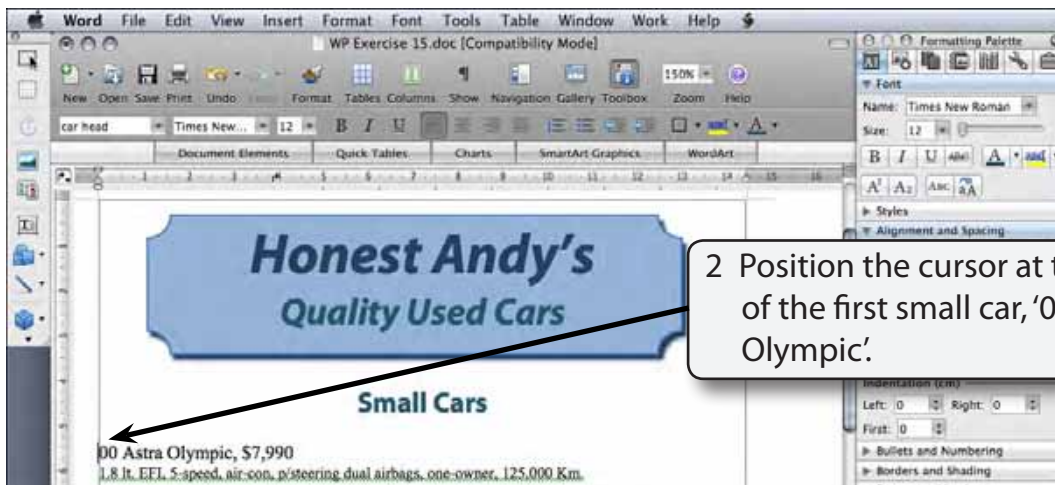 Word File Edit View Insert Format Font Tools Table Window Work Help
WP Exercise 15.doc [Compatibility Mode]
Formatting Palette
150%
New Open Save Print Undo Format Tables Columns Show Navigation Gallery Toolbox Zoom Help
Font
Name: Times New Roman
Size: 12
car head Times New... 12 B I U
B I U ABC A
Document Elements Quick Tables Charts SmartArt Graphics WordArt
A² A₂ ABC
Styles
Alignment and Spacing
Honest Andy's
Quality Used Cars
2 Position the cursor at t
of the first small car, '0
Olympic'.
Small Cars
Indentation (cm)
Left: 0 Right: 0
First: 0
00 Astra Olympic, $7,990
1.8 lt. EFI, 5-speed, air-con, p/steering dual airbags, one-owner, 125,000 Km.
Bullets and Numbering
Borders and Shading